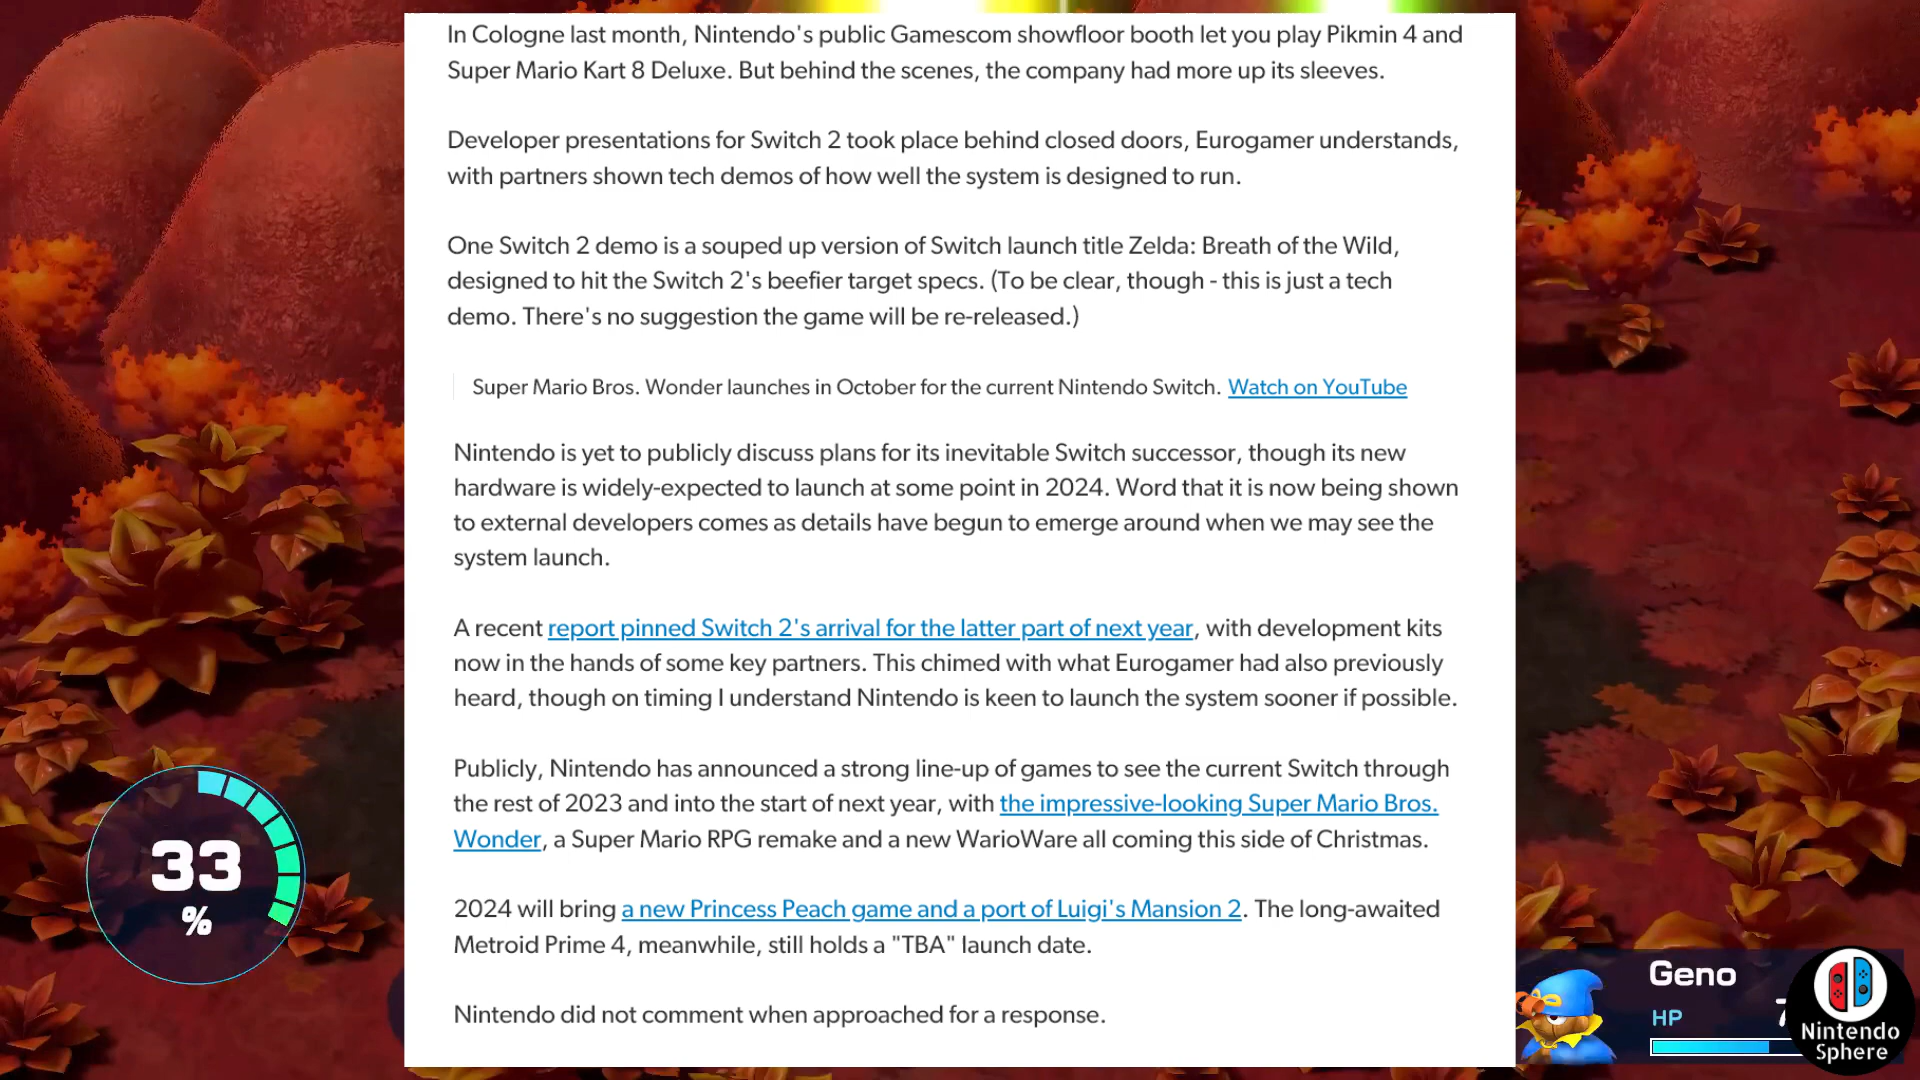 In Cologne last month, Nintendo's public Gamescom showfloor booth let you play Pikmin 4 and
Super Mario Kart 8 Deluxe. But behind the scenes, the company had more up its sleeves.
Developer presentations for Switch 2 took place behind closed doors, Eurogamer understands,
with partners shown tech demos of how well the system is designed to run.
One Switch 2 demo is a souped up version of Switch launch title Zelda: Breath of the Wild,
designed to hit the Switch 2's beefier target specs. (To be clear, though - this is just a tech
demo. There's no suggestion the game will be re-released.)
Super Mario Bros. Wonder launches in October for the current Nintendo Switch. Watch on YouTube
Nintendo is yet to publicly discuss plans for its inevitable Switch successor, though its new
hardware is widely-expected to launch at some point in 2024. Word that it is now being shown
to external developers comes as details have begun to emerge around when we may see the
system launch.
A recent report pinned Switch 2's arrival for the latter part of next year, with development kits
now in the hands of some key partners. This chimed with what Eurogamer had also previously
heard, though on timing I understand Nintendo is keen to launch the system sooner if possible.
Publicly, Nintendo has announced a strong line-up of games to see the current Switch through
the rest of 2023 and into the start of next year, with the impressive-looking Super Mario Bros.
Wonder, a Super Mario RPG remake and a new WarioWare all coming this side of Christmas.
2024 will bring a new Princess Peach game and a port of Luigi's Mansion 2. The long-awaited
Metroid Prime 4, meanwhile, still holds a "TBA" launch date.
Nintendo did not comment when approached for a response.
33
%
Geno
HP
Nintendo
Sphere